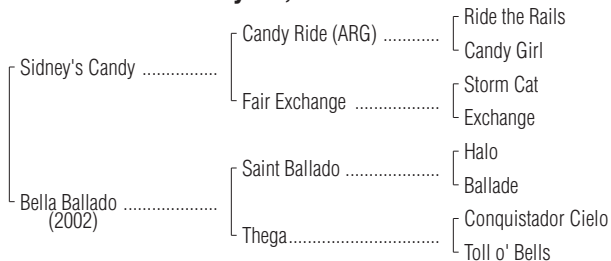 Ride the Rails
Candy Ride (ARG) ............
Candy Girl
Sidney's Candy ................
Storm Cat
Fair Exchange ..................
Exchange
Halo
Saint Ballado ....................
Ballade
Bella Ballado ....................
(2002)
Conquistador Cielo
Thega................................
Toll o' Bells